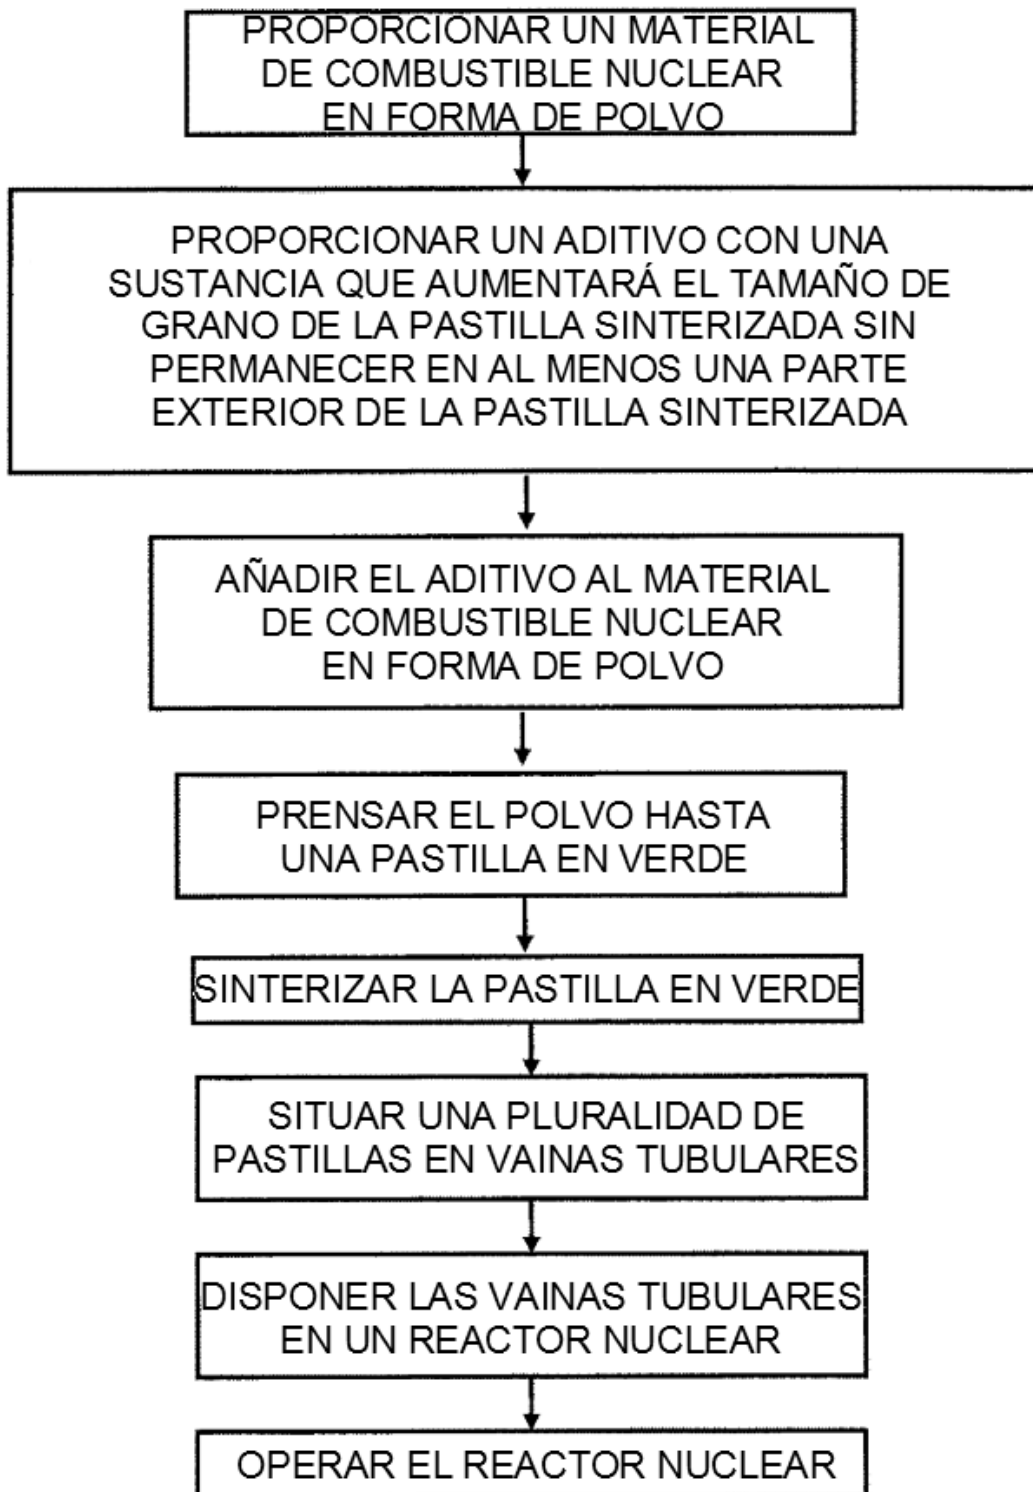 PROPORCIONAR UN MATERIAL
DE COMBUSTIBLE NUCLEAR
EN FORMA DE POLVO
PROPORCIONAR UN ADITIVO CON UNA
SUSTANCIA QUE AUMENTARÁ EL TAMAÑO DE
GRANO DE LA PASTILLA SINTERIZADA SIN
PERMANECER EN AL MENOS UNA PARTE
EXTERIOR DE LA PASTILLA SINTERIZADA
AÑADIR EL ADITIVO AL MATERIAL
DE COMBUSTIBLE NUCLEAR
EN FORMA DE POLVO
PRENSAR EL POLVO HASTA
UNA PASTILLA EN VERDE
SINTERIZAR LA PASTILLA EN VERDE
SITUAR UNA PLURALIDAD DE
PASTILLAS EN VAINAS TUBULARES
DISPONER LAS VAINAS TUBULARES
EN UN REACTOR NUCLEAR
OPERAR EL REACTOR NUCLEAR